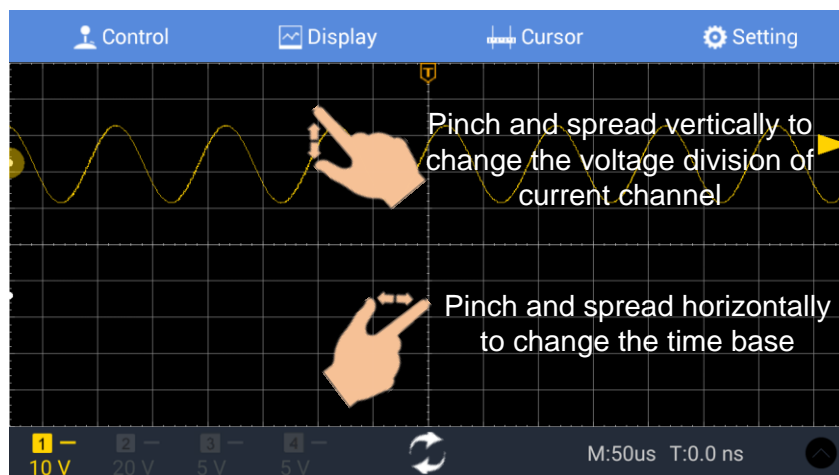 Control Display Cursor Setting
T
Pinch and spread vertically to
change the voltage division of
current channel
Pinch and spread horizontally
to change the time base
1 2 3 4
10 V 20 V 5 V 5 V M:50us T:0.0 ns